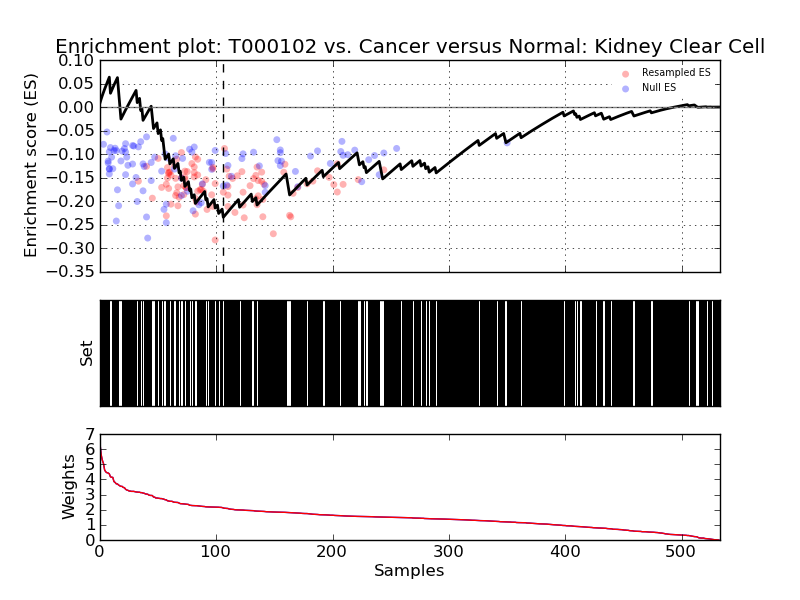 Enrichment plot: T000102 vs. Cancer versus Normal: Kidney Clear Cell
0.10
0.05
0.00
−0.05
−0.10
−0.15
−0.20
−0.25
−0.30
−0.35
Enrichment score (ES)
Resampled ES
Null ES
Set
7
6
5
4
3
2
1
0
Weights
0 100 200 300 400 500
Samples